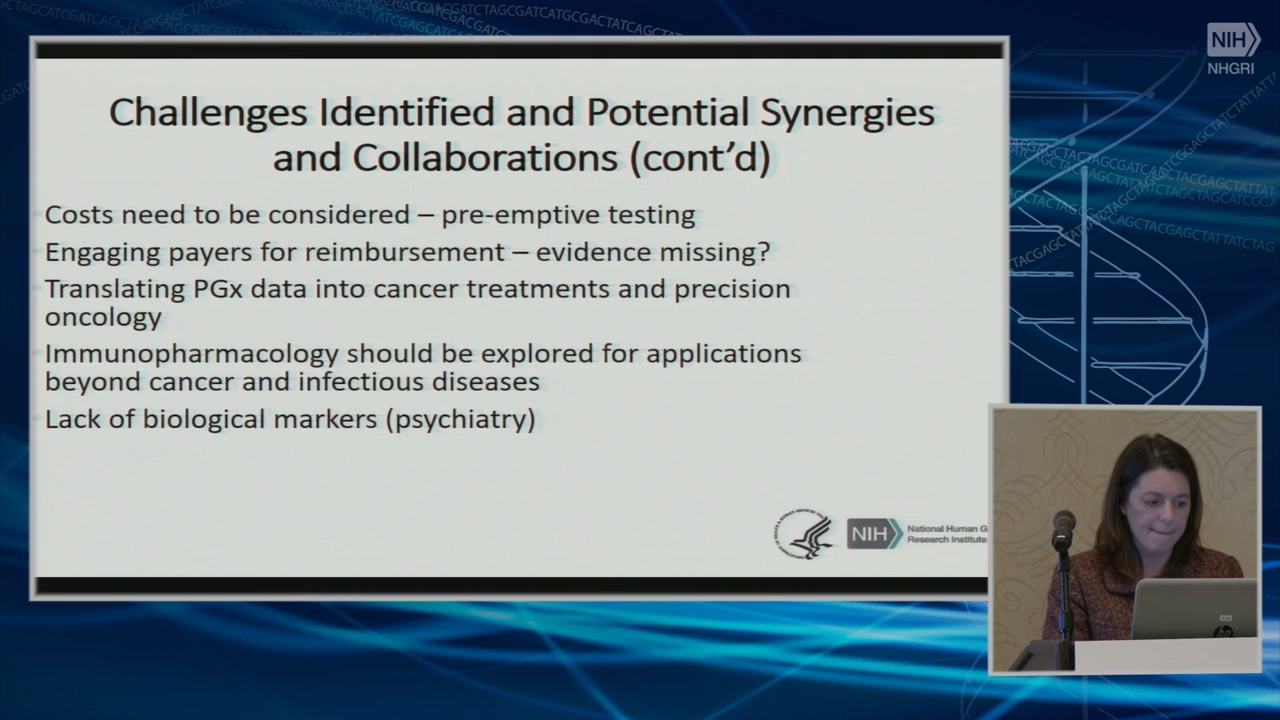 NIH
NHGRI
Challenges Identified and Potential Synergies
and Collaborations (cont’d)
Costs need to be considered – pre-emptive testing
Engaging payers for reimbursement – evidence missing?
Translating PGx data into cancer treatments and precision
oncology
Immunopharmacology should be explored for applications
beyond cancer and infectious diseases
Lack of biological markers (psychiatry)
NIH
National Human G
Research Institute
hp